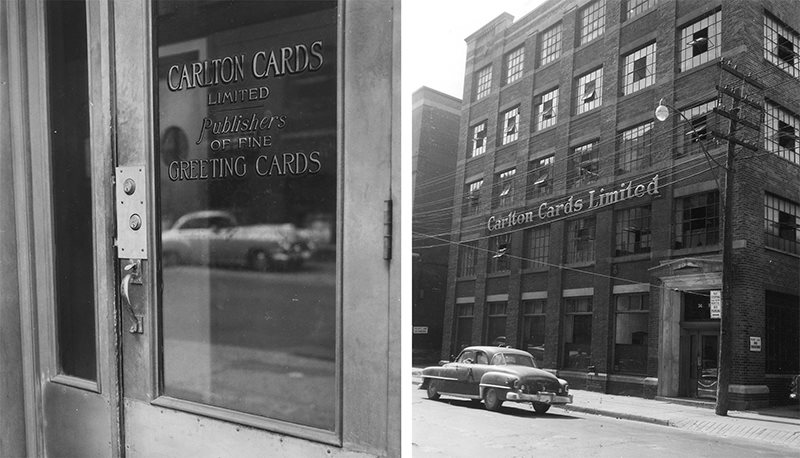 CARLTON CARDS
LIMITED
Publishers
OF FINE
GREETING CARDS
Carlton Cards Limited